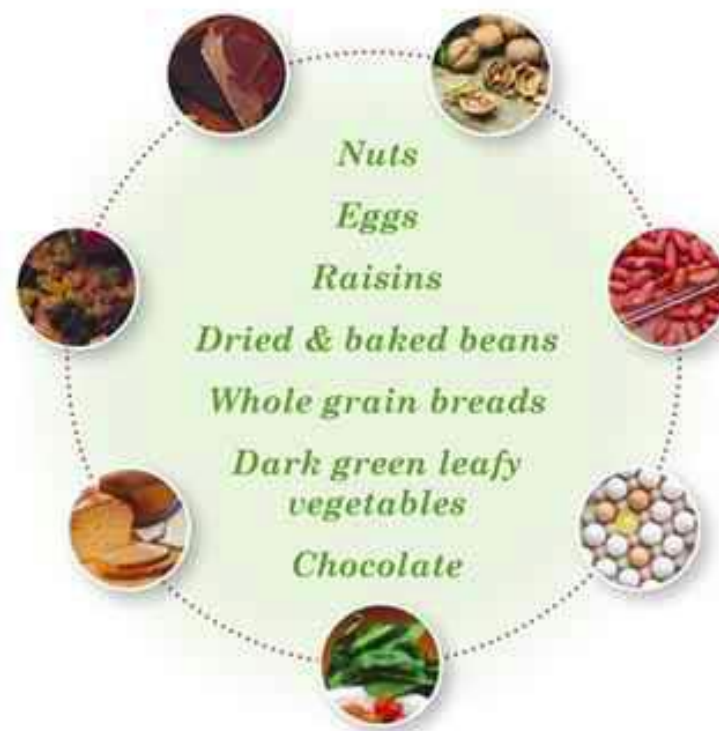 Nuts
Eggs
Raisins
Dried & baked beans
Whole grain breads
Dark green leafy
vegetables
Chocolate